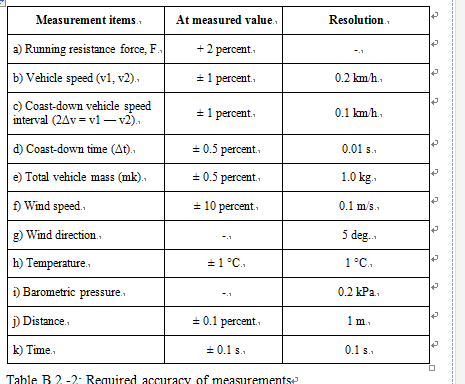 Measurement items At measured value Resolution
a) Running resistance force, F + 2 percent -
b) Vehicle speed (v1, v2) ± 1 percent 0.2 km/h
c) Coast-down vehicle speed
interval (2Δv = v1 — v2) ± 1 percent 0.1 km/h
d) Coast-down time (Δt) ± 0.5 percent 0.01 s
e) Total vehicle mass (mk) ± 0.5 percent 1.0 kg
f) Wind speed ± 10 percent 0.1 m/s
g) Wind direction - 5 deg.
h) Temperature ± 1 °C 1 °C
i) Barometric pressure - 0.2 kPa
j) Distance ± 0.1 percent 1 m
k) Time ± 0.1 s 0.1 s
Table B 2 -2: Required accuracy of measurements